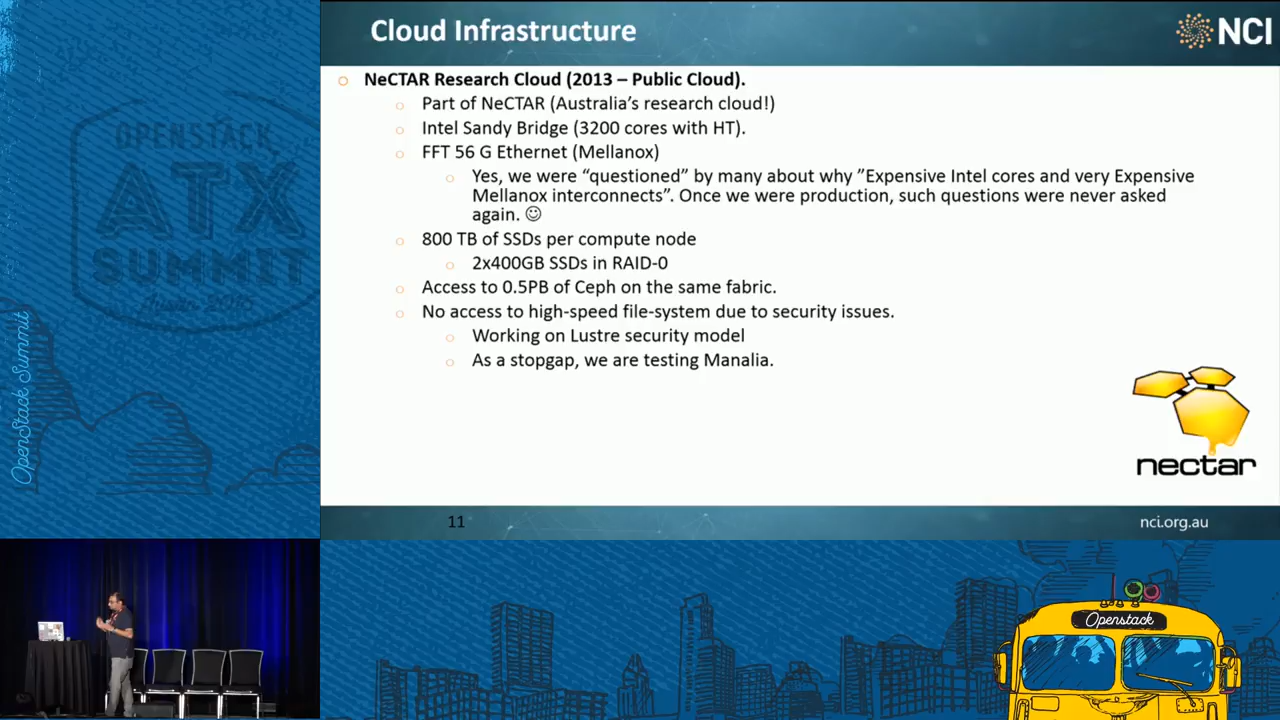 Cloud Infrastructure
NCI
NeCTAR Research Cloud (2013 – Public Cloud).
Part of NeCTAR (Australia's research cloud!)
Intel Sandy Bridge (3200 cores with HT).
FFT 56 G Ethernet (Mellanox)
Yes, we were “questioned” by many about why ”Expensive Intel cores and very Expensive
Mellanox interconnects”. Once we were production, such questions were never asked
again. ☺
800 TB of SSDs per compute node
2x400GB SSDs in RAID-0
Access to 0.5PB of Ceph on the same fabric.
No access to high-speed file-system due to security issues.
Working on Lustre security model
As a stopgap, we are testing Manalia.
nectar
11
nci.org.au
OPENSTACK
ATX
SUMMIT
OpenStack Summit
Openstack